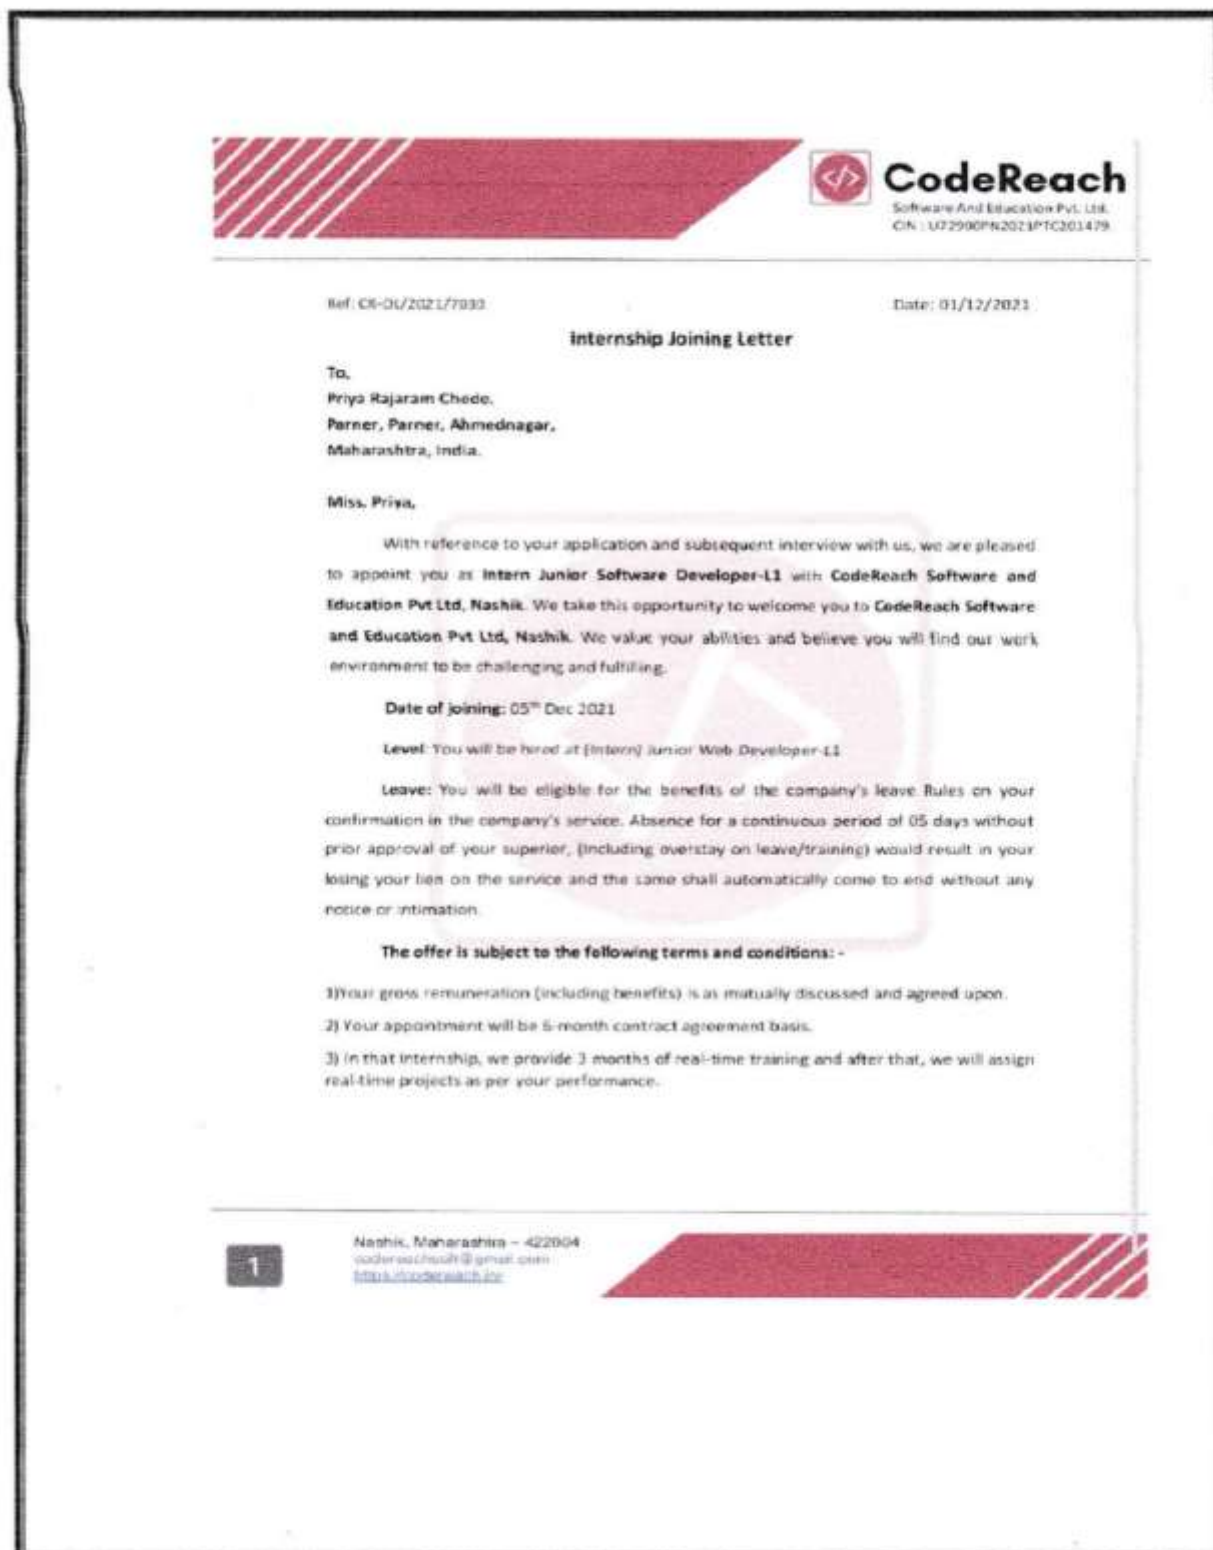 CodeReach
Software And Education Pvt. Ltd.
CIN : U72900PN2021PTC201479
Date: 01/12/2021
Internship Joining Letter
To,
Priya Rajaram Chede.
Parner, Parner, Ahmednagar,
Maharashtra, India.
Miss. Priya,
With reference to your application and subsequent interview with us, we are pleased
to appoint you as Intern Junior Software Developer-L1 with CodeReach Software and
Education Pvt Ltd, Nashik. We take this opportunity to welcome you to CodeReach Software
and Education Pvt Ltd, Nashik. We value your abilities and believe you will find our work
environment to be challenging and fulfilling.
Date of joining: 05th Dec 2021
Level: You will be hired at (Intern) Junior Web Developer-L1
Leave: You will be eligible for the benefits of the company's leave Rules on your
confirmation in the company's service. Absence for a continuous period of 05 days without
prior approval of your superior, (including overstay on leave/training) would result in your
losing your lien on the service and the same shall automatically come to end without any
notice or intimation.
The offer is subject to the following terms and conditions: -
1)Your gross remuneration (including benefits) is as mutually discussed and agreed upon.
2) Your appointment will be 6-month contract agreement basis.
3) In that internship, we provide 3 months of real-time training and after that, we will assign
real-time projects as per your performance.
1
Nashik, Maharashtra – 422004